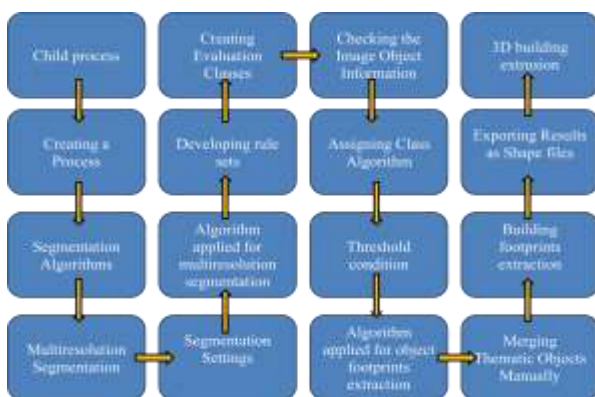 Child process
Creating a
Process
Segmentation
Algorithms
Multiresolution
Segmentation
Segmentation
Settings
Algorithm
applied for
multiresolution
segmentation
Developing rule
sets
Creating
Evaluation
Classes
Checking the
Image Object
Information
Assigning Class
Algorithm
Threshold
condition
Algorithm
applied for object
footprints
extraction
Merging
Thematic Objects
Manually
Building
footprints
extraction
Exporting Results
as Shape files
3D building
extrusion